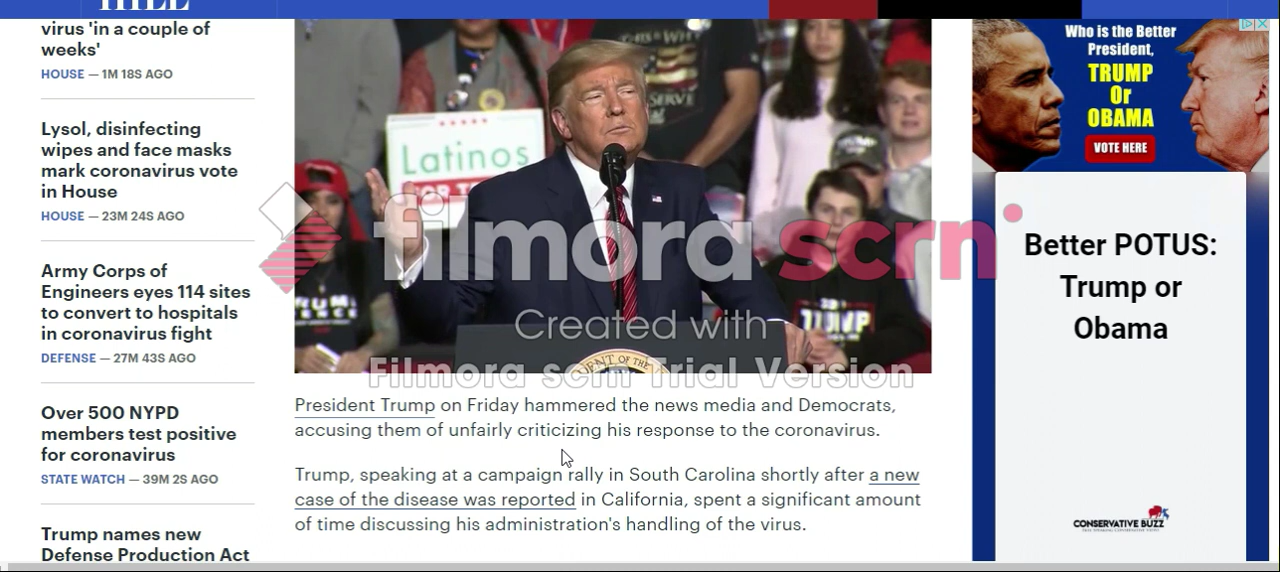 HILL
virus 'in a couple of
weeks'
HOUSE — 1M 18S AGO
Lysol, disinfecting
wipes and face masks
mark coronavirus vote
in House
HOUSE — 23M 24S AGO
Army Corps of
Engineers eyes 114 sites
to convert to hospitals
in coronavirus fight
DEFENSE — 27M 43S AGO
Over 500 NYPD
members test positive
for coronavirus
STATE WATCH — 39M 2S AGO
Trump names new
Defense Production Act
Latinos
filmora scrn
Created with
Filmora scrn Trial Version
President Trump on Friday hammered the news media and Democrats,
accusing them of unfairly criticizing his response to the coronavirus.
Trump, speaking at a campaign rally in South Carolina shortly after a new
case of the disease was reported in California, spent a significant amount
of time discussing his administration's handling of the virus.
Who is the Better
President,
TRUMP
Or
OBAMA
VOTE HERE
Better POTUS:
Trump or
Obama
CONSERVATIVE BUZZ